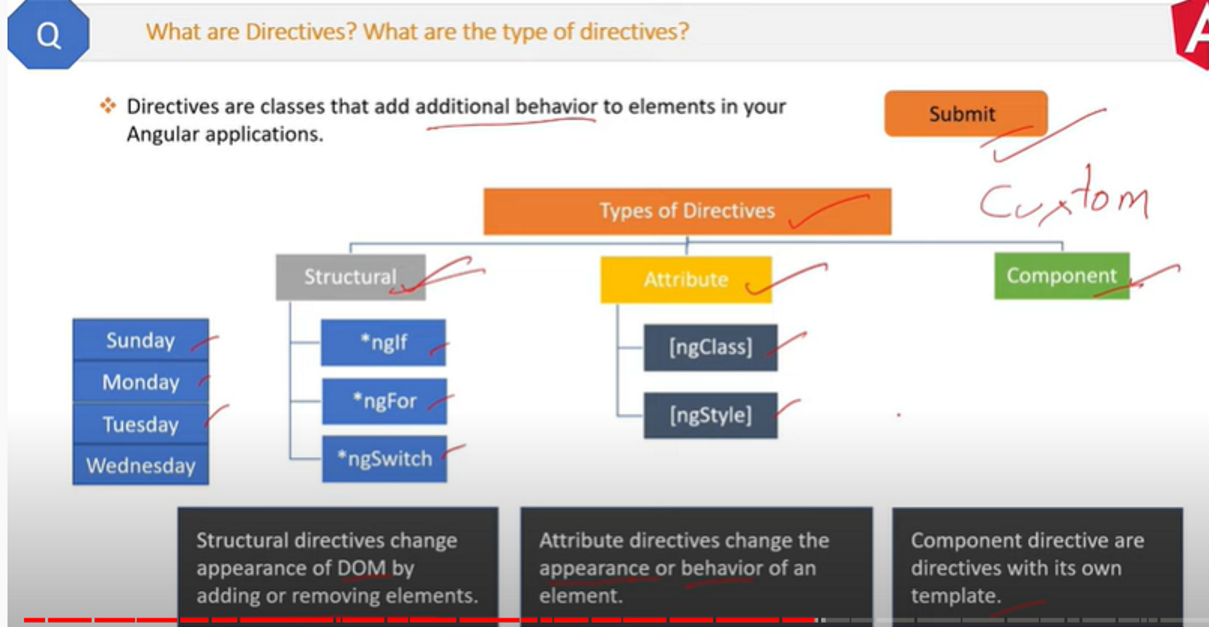 Q
What are Directives? What are the type of directives?
A
❖ Directives are classes that add additional behavior to elements in your
Angular applications.
Submit
Custom
Types of Directives
Structural
Attribute
Component
Sunday
Monday
Tuesday
Wednesday
*ngIf
*ngFor
*ngSwitch
[ngClass]
[ngStyle]
Structural directives change
appearance of DOM by
adding or removing elements.
Attribute directives change the
appearance or behavior of an
element.
Component directive are
directives with its own
template.